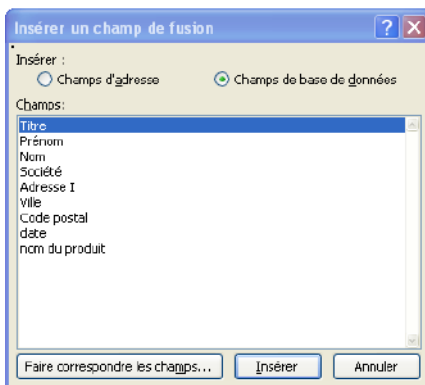 Insérer un champ de fusion
Insérer :
Champs d'adresse Champs de base de données
Champs:
Titre
Prénom
Nom
Société
Adresse 1
Ville
Code postal
date
nom du produit
Faire correspondre les champs... Insérer Annuler